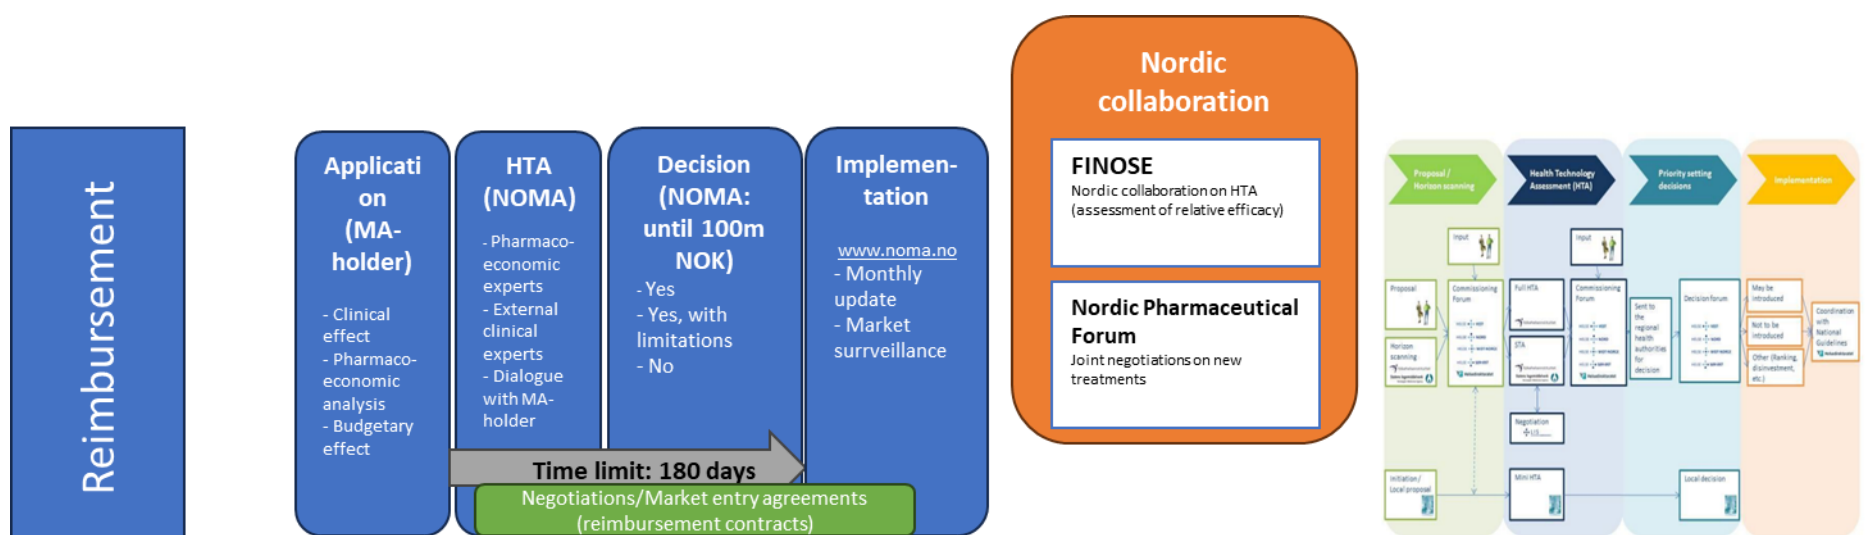 Reimbursement
Applicati
on
(MA-
holder)
- Clinical
effect
- Pharmaco-
economic
analysis
- Budgetary
effect
HTA
(NOMA)
- Pharmaco-
economic
experts
- External
clinical
experts
- Dialogue
with MA-
holder
Decision
(NOMA:
until 100m
NOK)
- Yes
- Yes, with
limitations
- No
Implemen-
tation
www.noma.no
- Monthly
update
- Market
surrveillance
Time limit: 180 days
Negotiations/Market entry agreements
(reimbursement contracts)
Nordic
collaboration
FINOSE
Nordic collaboration on HTA
(assessment of relative efficacy)
Nordic Pharmaceutical
Forum
Joint negotiations on new
treatments
Proposal /
Horizon scanning
Health Technology
Assessment (HTA)
Priority setting
decisions
Implementation
Input
Input
Proposal
Commissioning
Forum
Full HTA
Commissioning
Forum
Sent to
the
regional
health
authorities
for
decision
Decision forum
May be
introduced
Not to be
introduced
Other (Ranking,
disinvestment,
etc.)
Coordination
with
National
Guidelines
Horizon
scanning
STA
Negotiation
Initiation /
Local proposal
Mini HTA
Local decision